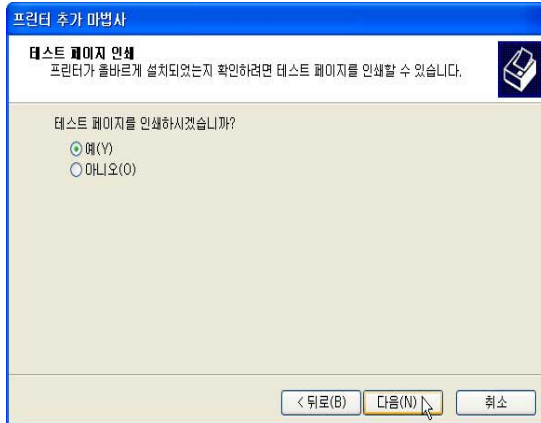 프린터 추가 마법사
테스트 페이지 인쇄
프린터가 올바르게 설치되었는지 확인하려면 테스트 페이지를 인쇄할 수 있습니다.
테스트 페이지를 인쇄하시겠습니까?
예(Y)
아니오(O)
< 뒤로(B) 다음(N) 취소